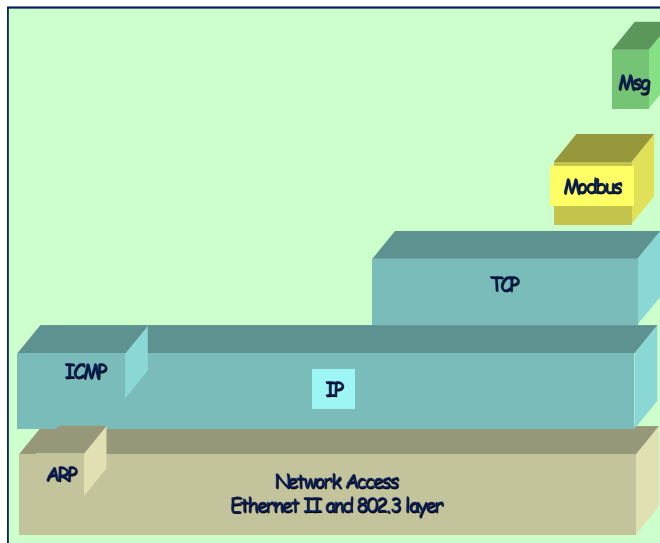 Msg
Modbus
TCP
ICMP
IP
ARP
Network Access
Ethernet II and 802.3 layer